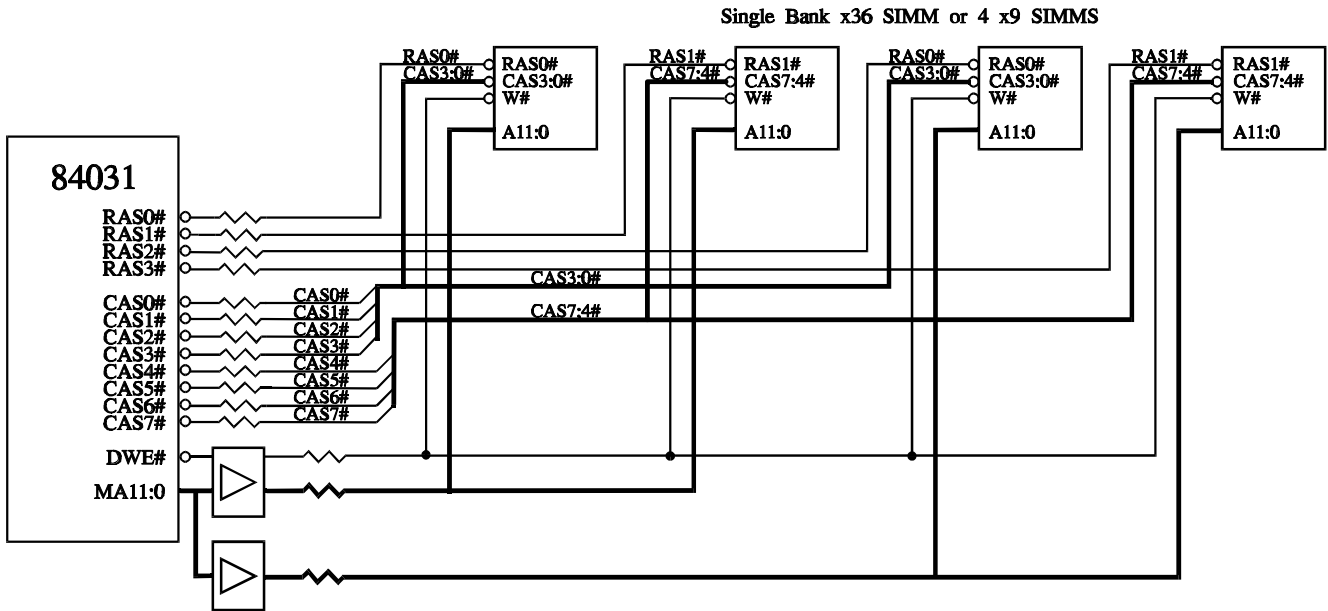 Single Bank x36 SIMM or 4 x9 SIMMS
RAS0#
CAS3:0#
RAS0#
CAS3:0#
W#
A11:0
RAS1#
CAS7:4#
RAS1#
CAS7:4#
W#
A11:0
RAS0#
CAS3:0#
RAS0#
CAS3:0#
W#
A11:0
RAS1#
CAS7:4#
RAS1#
CAS7:4#
W#
A11:0
84031
RAS0#
RAS1#
RAS2#
RAS3#
CAS0#
CAS1#
CAS2#
CAS3#
CAS4#
CAS5#
CAS6#
CAS7#
DWE#
MA11:0
CAS0#
CAS1#
CAS2#
CAS3#
CAS4#
CAS5#
CAS6#
CAS7#
CAS3:0#
CAS7:4#